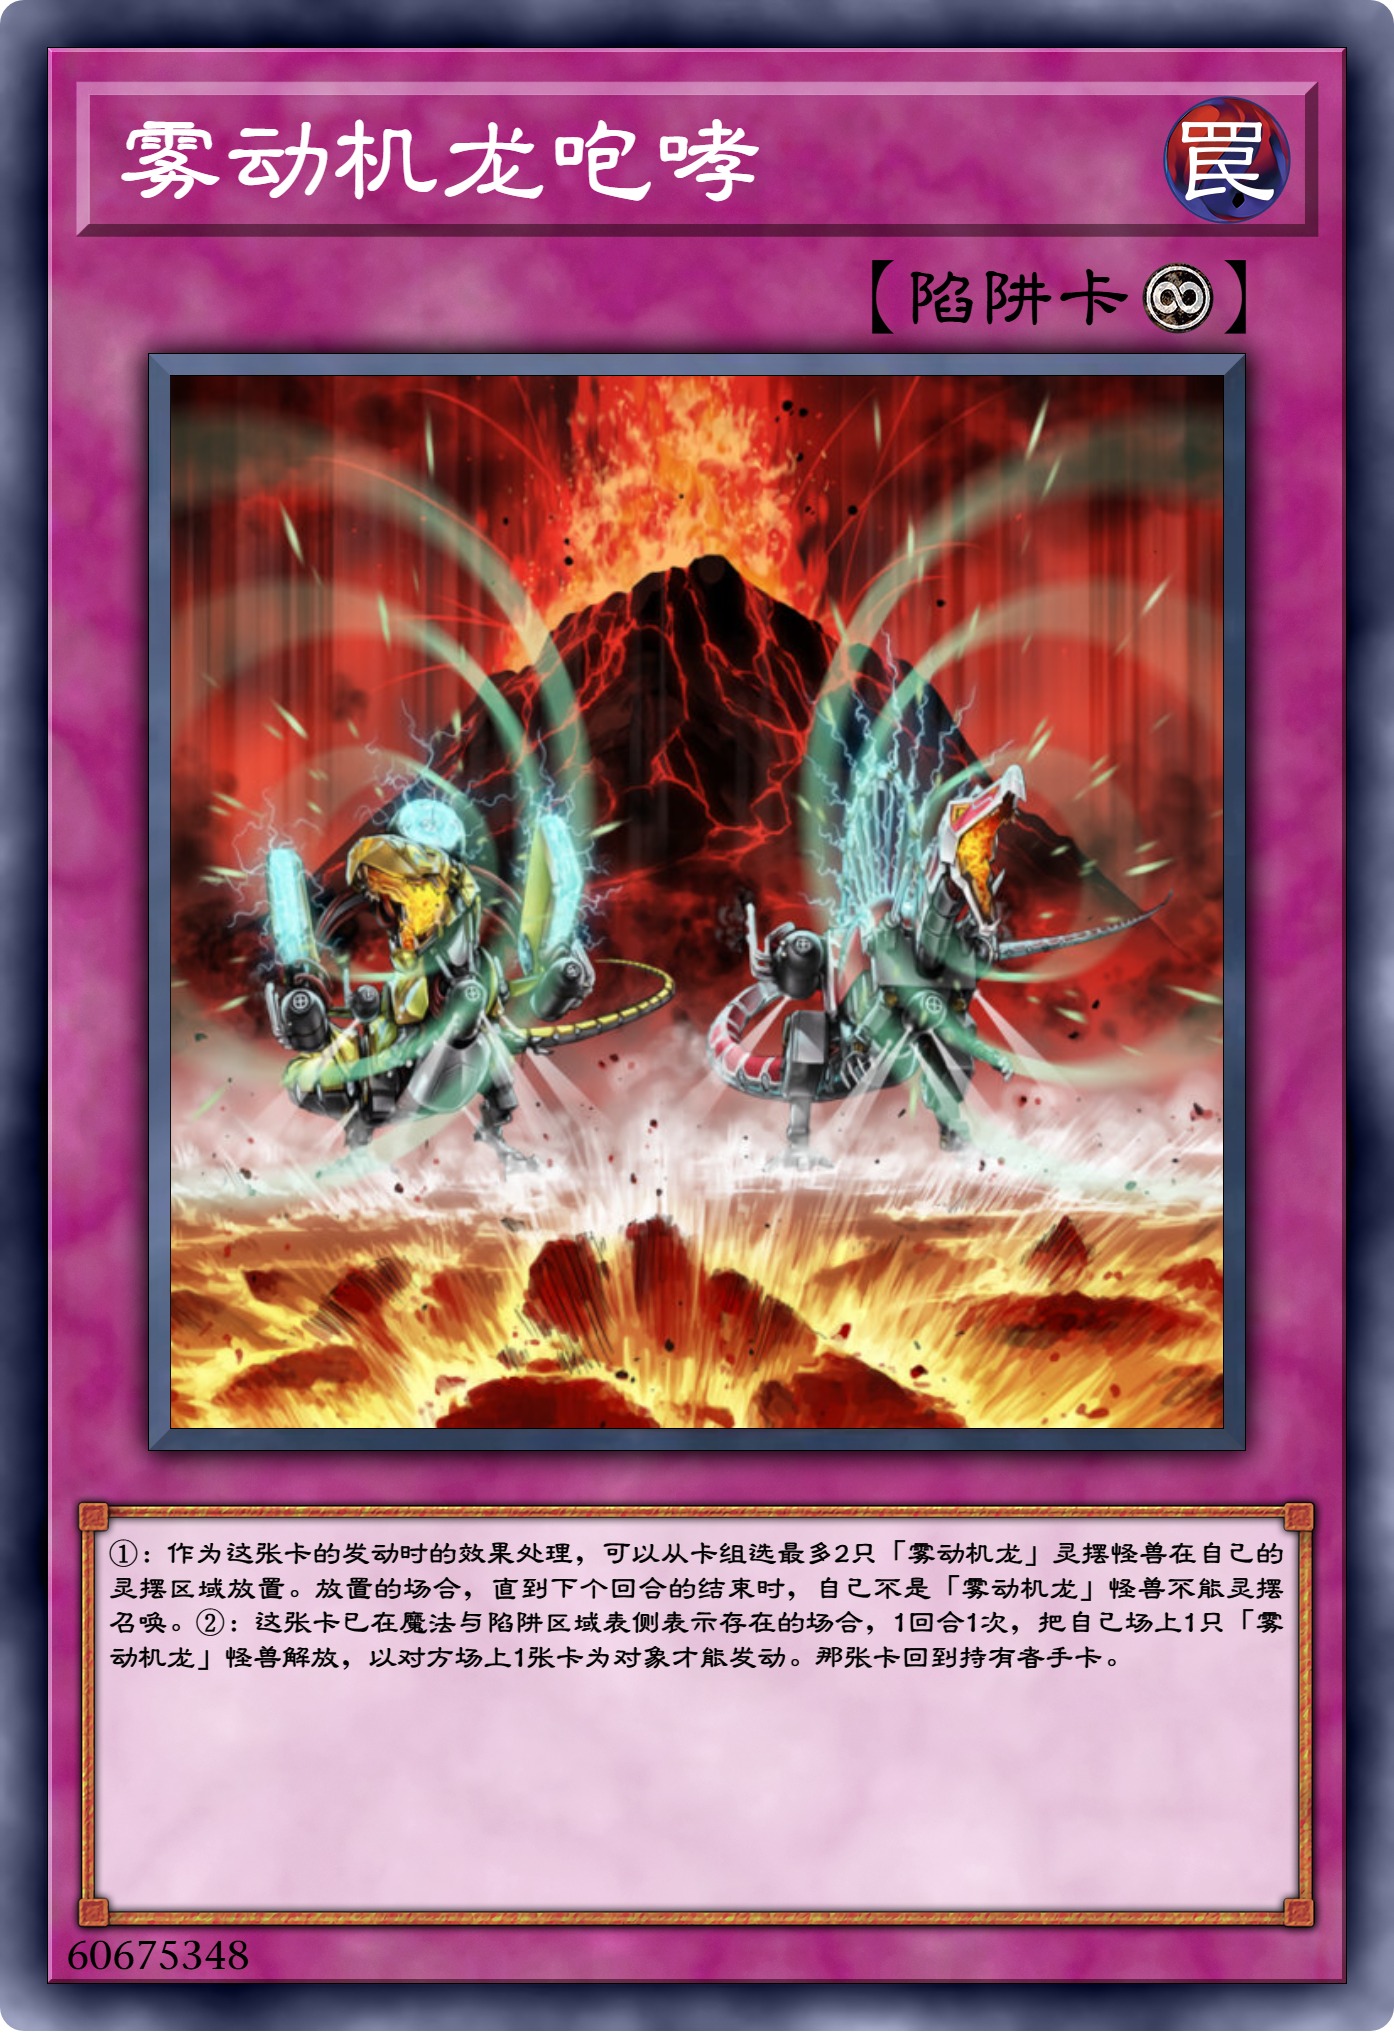 雾动机龙咆哮
罠
【陷阱卡】
①：作为这张卡的发动时的效果处理，可以从卡组选最多2只「雾动机龙」灵摆怪兽在自己的
灵摆区域放置。放置的场合，直到下个回合的结束时，自己不是「雾动机龙」怪兽不能灵摆
召唤。②：这张卡已在魔法与陷阱区域表侧表示存在的场合，1回合1次，把自己场上1只「雾
动机龙」怪兽解放，以对方场上1张卡为对象才能发动。那张卡回到持有者手卡。
60675348